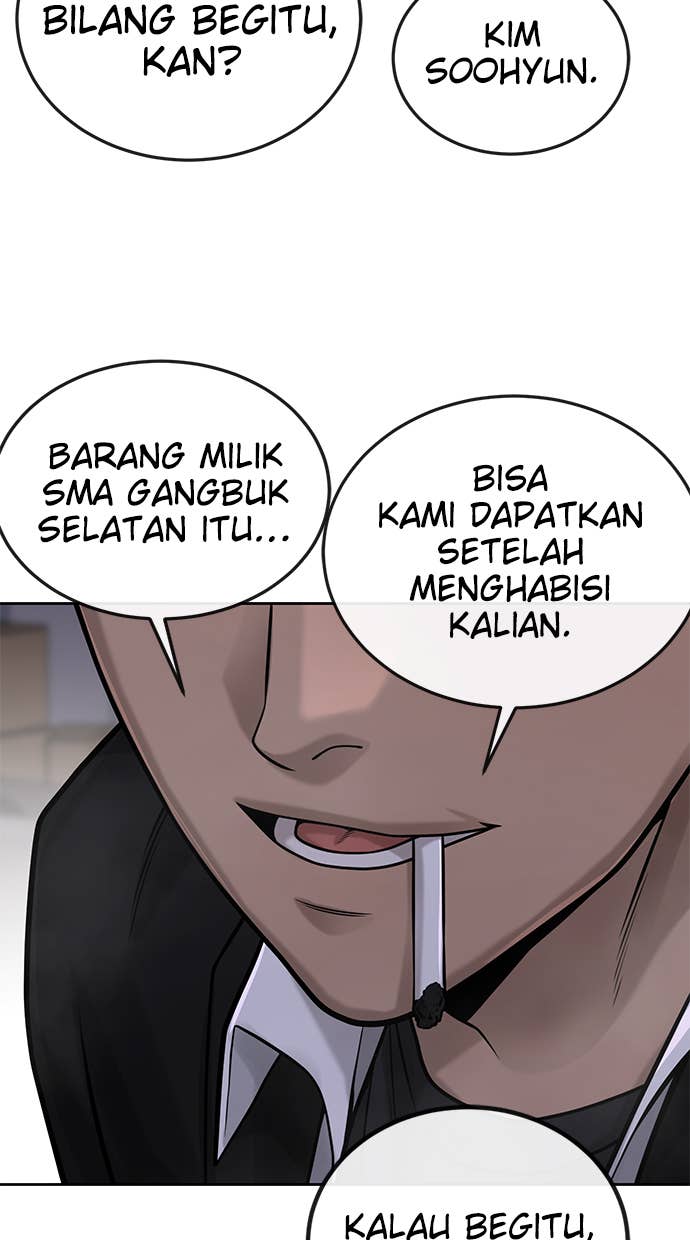 BILANG BEGITU,
KAN?
KIM
SOOHYUN.
BARANG MILIK
SMA GANGBUK
SELATAN ITU...
BISA
KAMI DAPATKAN
SETELAH
MENGHABISI
KALIAN.
KALAU BEGITU,